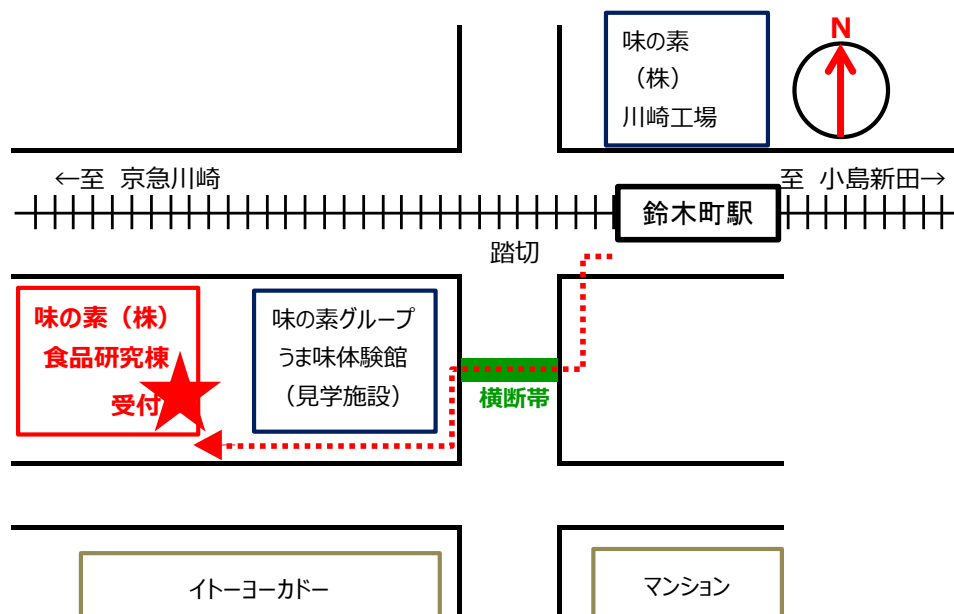 味の素
（株）
川崎工場
N
←至 京急川崎
至 小島新田→
鈴木町駅
踏切
味の素（株）
食品研究棟
受付
味の素グループ
うま味体験館
（見学施設）
横断帯
イトーヨーカドー
マンション